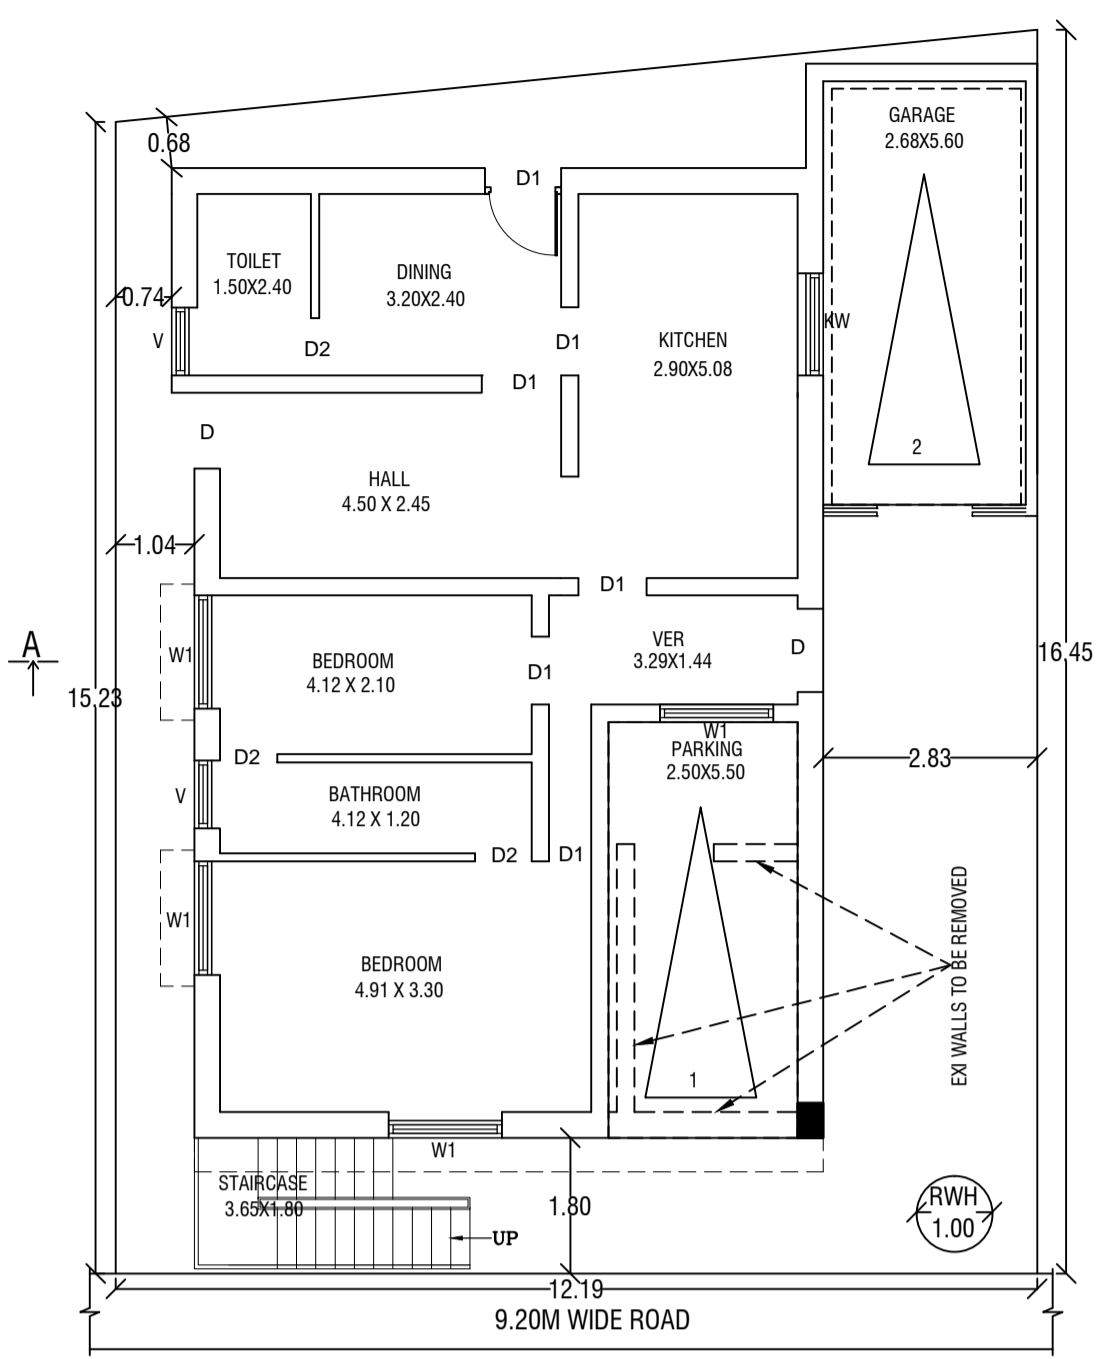 GARAGE
2.68X5.60
0.68
D1
TOILET
1.50X2.40
DINING
3.20X2.40
0.74
V
KW
D2
D1
D1
KITCHEN
2.90X5.08
D
2
HALL
4.50 X 2.45
1.04
D1
A
W1
BEDROOM
4.12 X 2.10
D1
VER
3.29X1.44
D
16.45
15.23
W1
PARKING
2.50X5.50
2.83
D2
V
BATHROOM
4.12 X 1.20
D2
D1
W1
BEDROOM
4.91 X 3.30
EXI WALLS TO BE REMOVED
1
W1
STAIRCASE
3.65X1.80
UP
1.80
RWH
1.00
12.19
9.20M WIDE ROAD